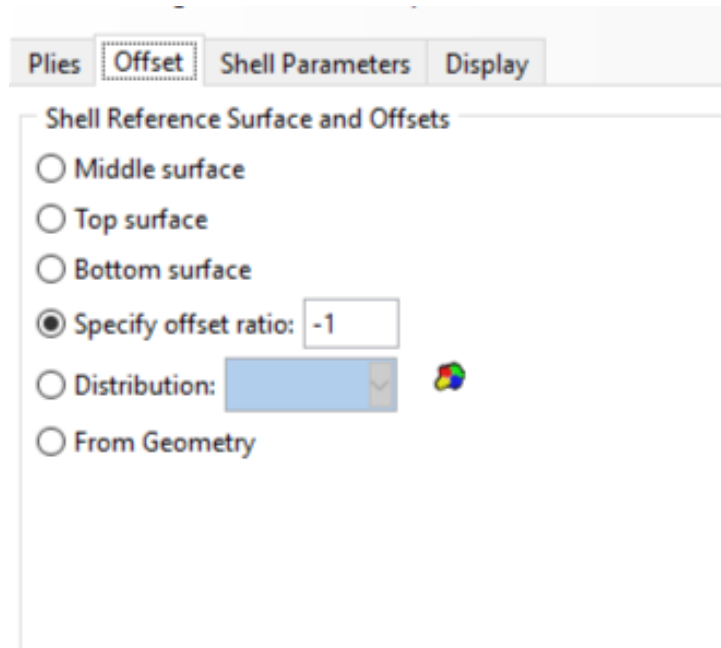 Plies Offset Shell Parameters Display
Shell Reference Surface and Offsets
Middle surface
Top surface
Bottom surface
Specify offset ratio: -1
Distribution:
From Geometry